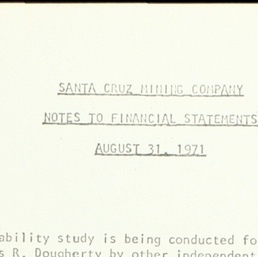 SANTA CRUZ MINING COMPANY
NOTES TO FINANCIAL STATEMENTS
AUGUST 31, 1971
ability study is being conducted fo
s R. Dougherty by other independent